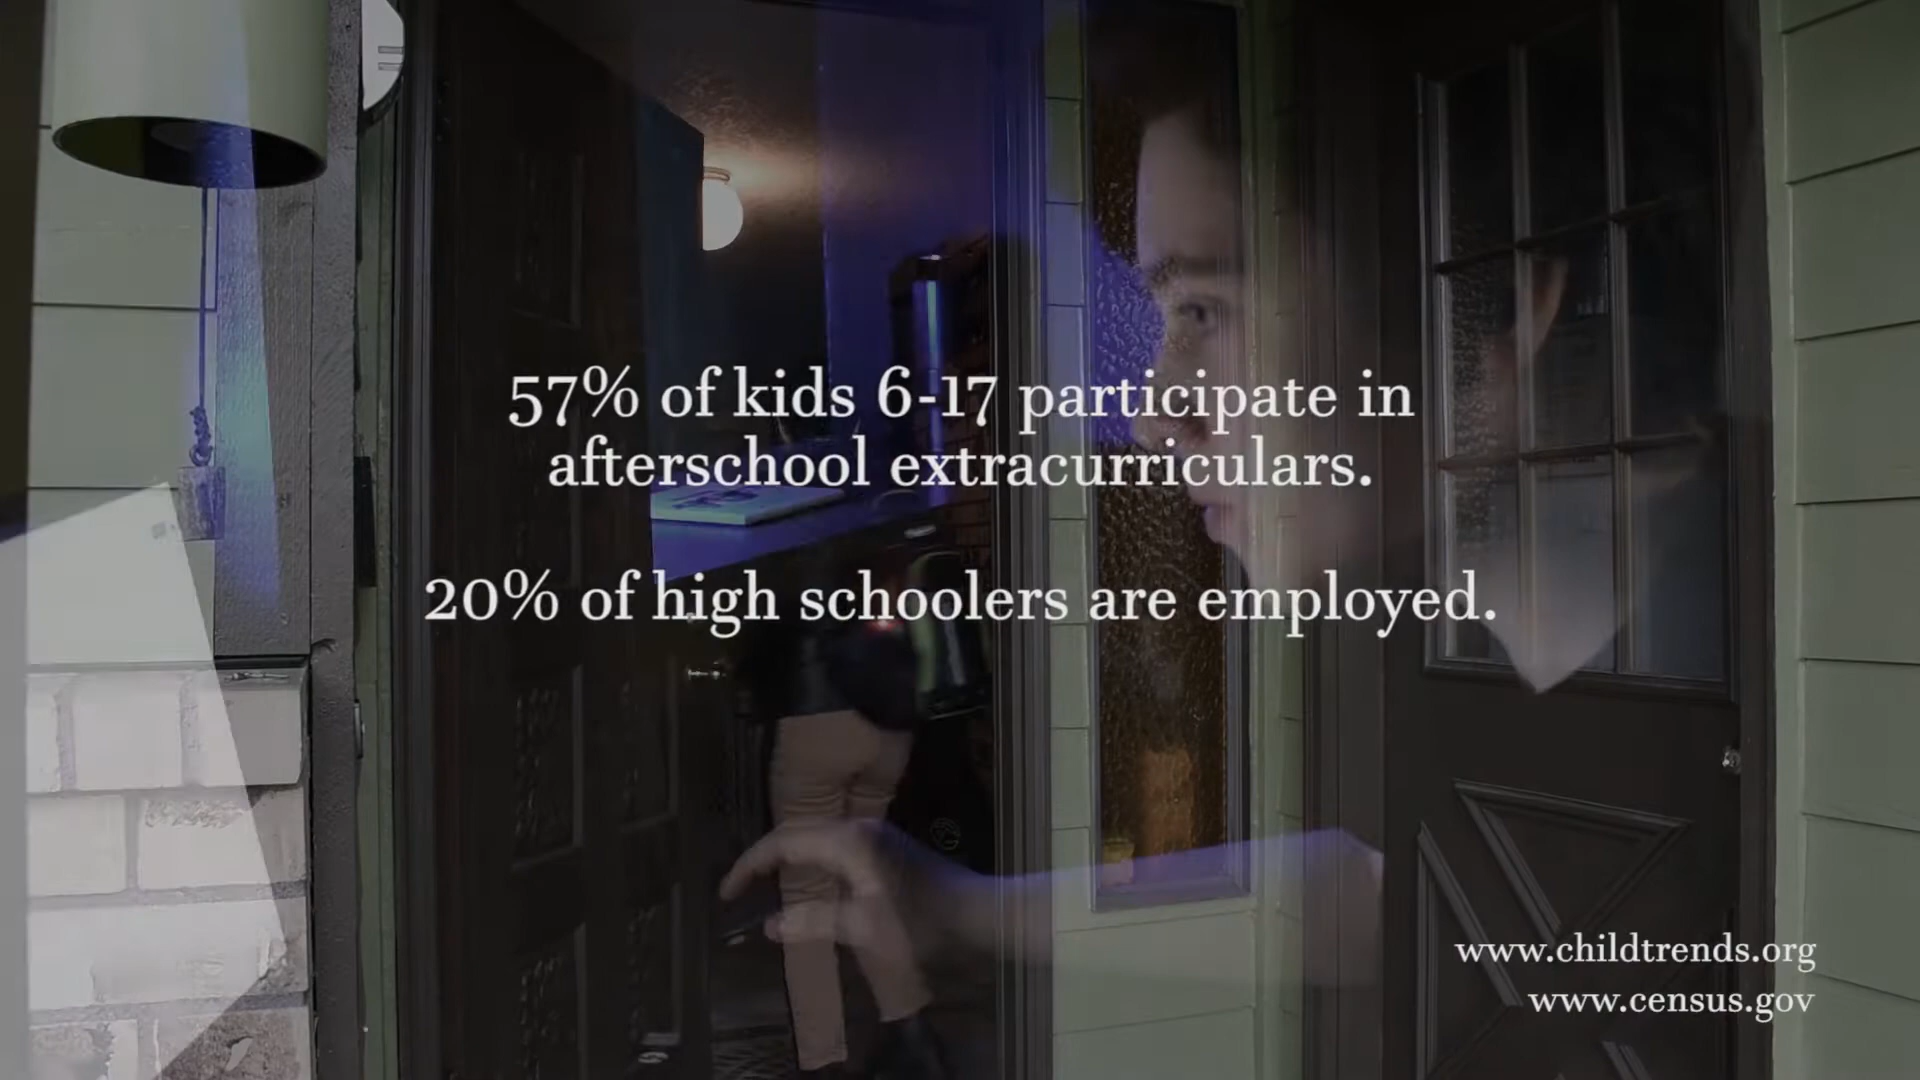 57% of kids 6-17 participate in
afterschool extracurriculars.
20% of high schoolers are employed.
www.childtrends.org
www.census.gov